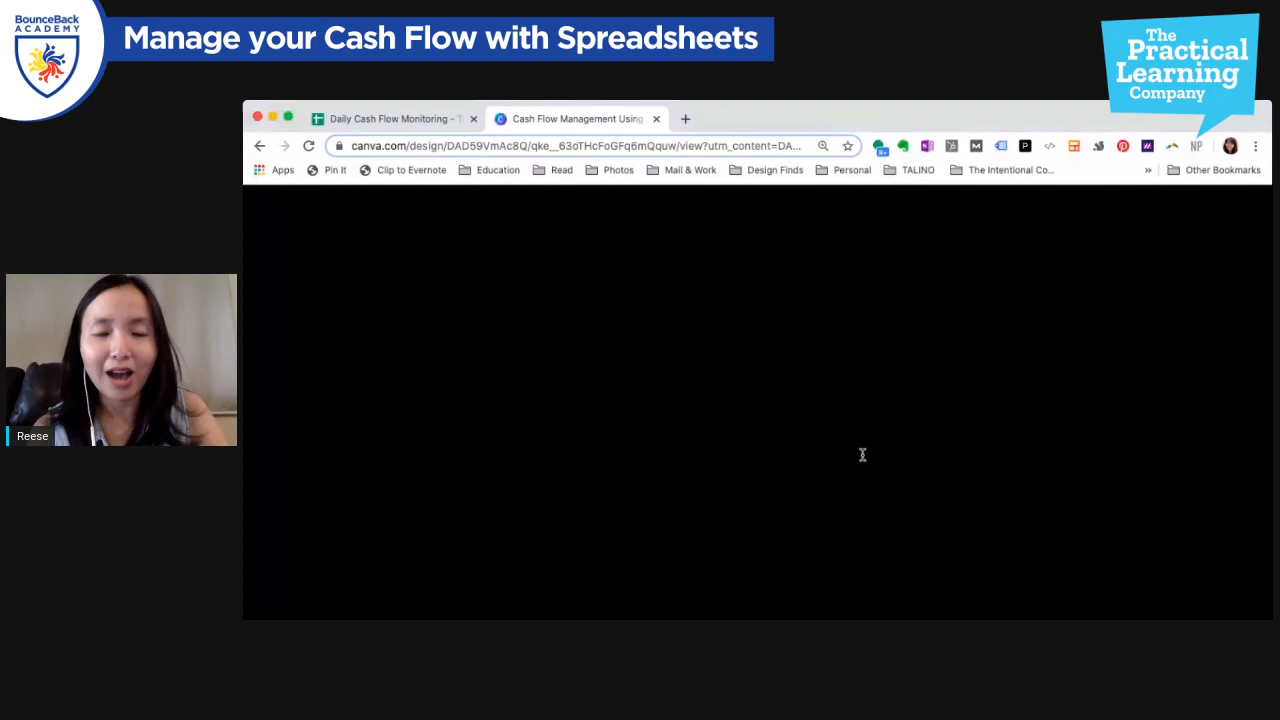 BounceBack
ACADEMY
Manage your Cash Flow with Spreadsheets
The
Practical
Learning
Company
Daily Cash Flow Monitoring - T
Cash Flow Management Using
canva.com/design/DAD59VmAc8Q/qke__63oTHcFoGFq6mQquw/view?utm_content=DA...
NP
Apps
Pin It
Clip to Evernote
Education
Read
Photos
Mail & Work
Design Finds
Personal
TALINO
The Intentional Co...
»
Other Bookmarks
Reese